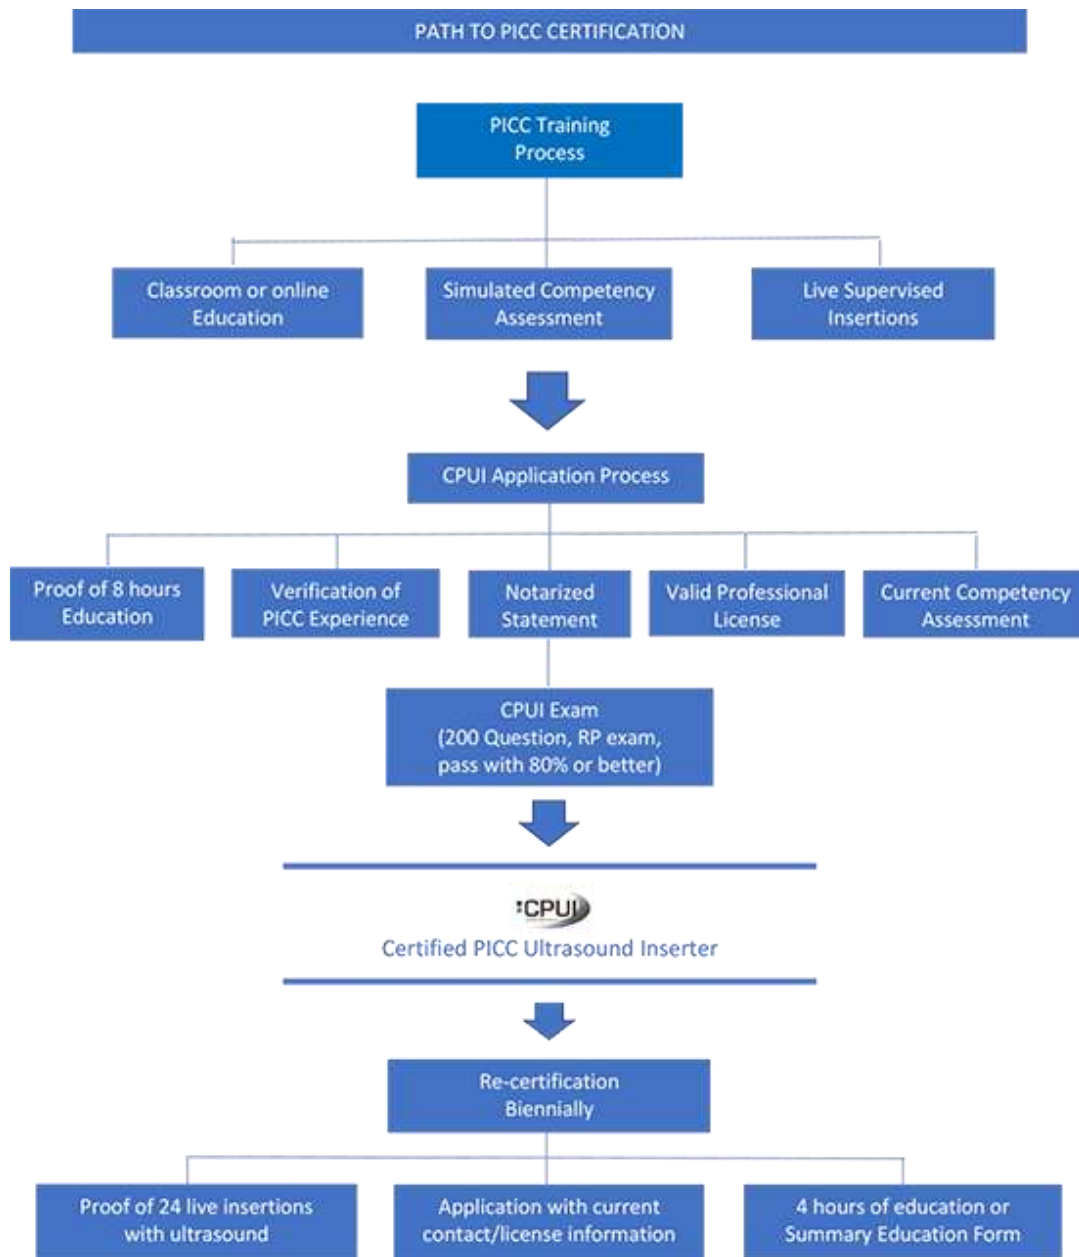 PATH TO PICC CERTIFICATION
PICC Training
Process
Classroom or online
Education
Simulated Competency
Assessment
Live Supervised
Insertions
CPUI Application Process
Proof of 8 hours
Education
Verification of
PICC Experience
Notarized
Statement
Valid Professional
License
Current Competency
Assessment
CPUI Exam
(200 Question, RP exam,
pass with 80% or better)
CPUI
Certified PICC Ultrasound Inserter
Re-certification
Biennially
Proof of 24 live insertions
with ultrasound
Application with current
contact/license information
4 hours of education or
Summary Education Form